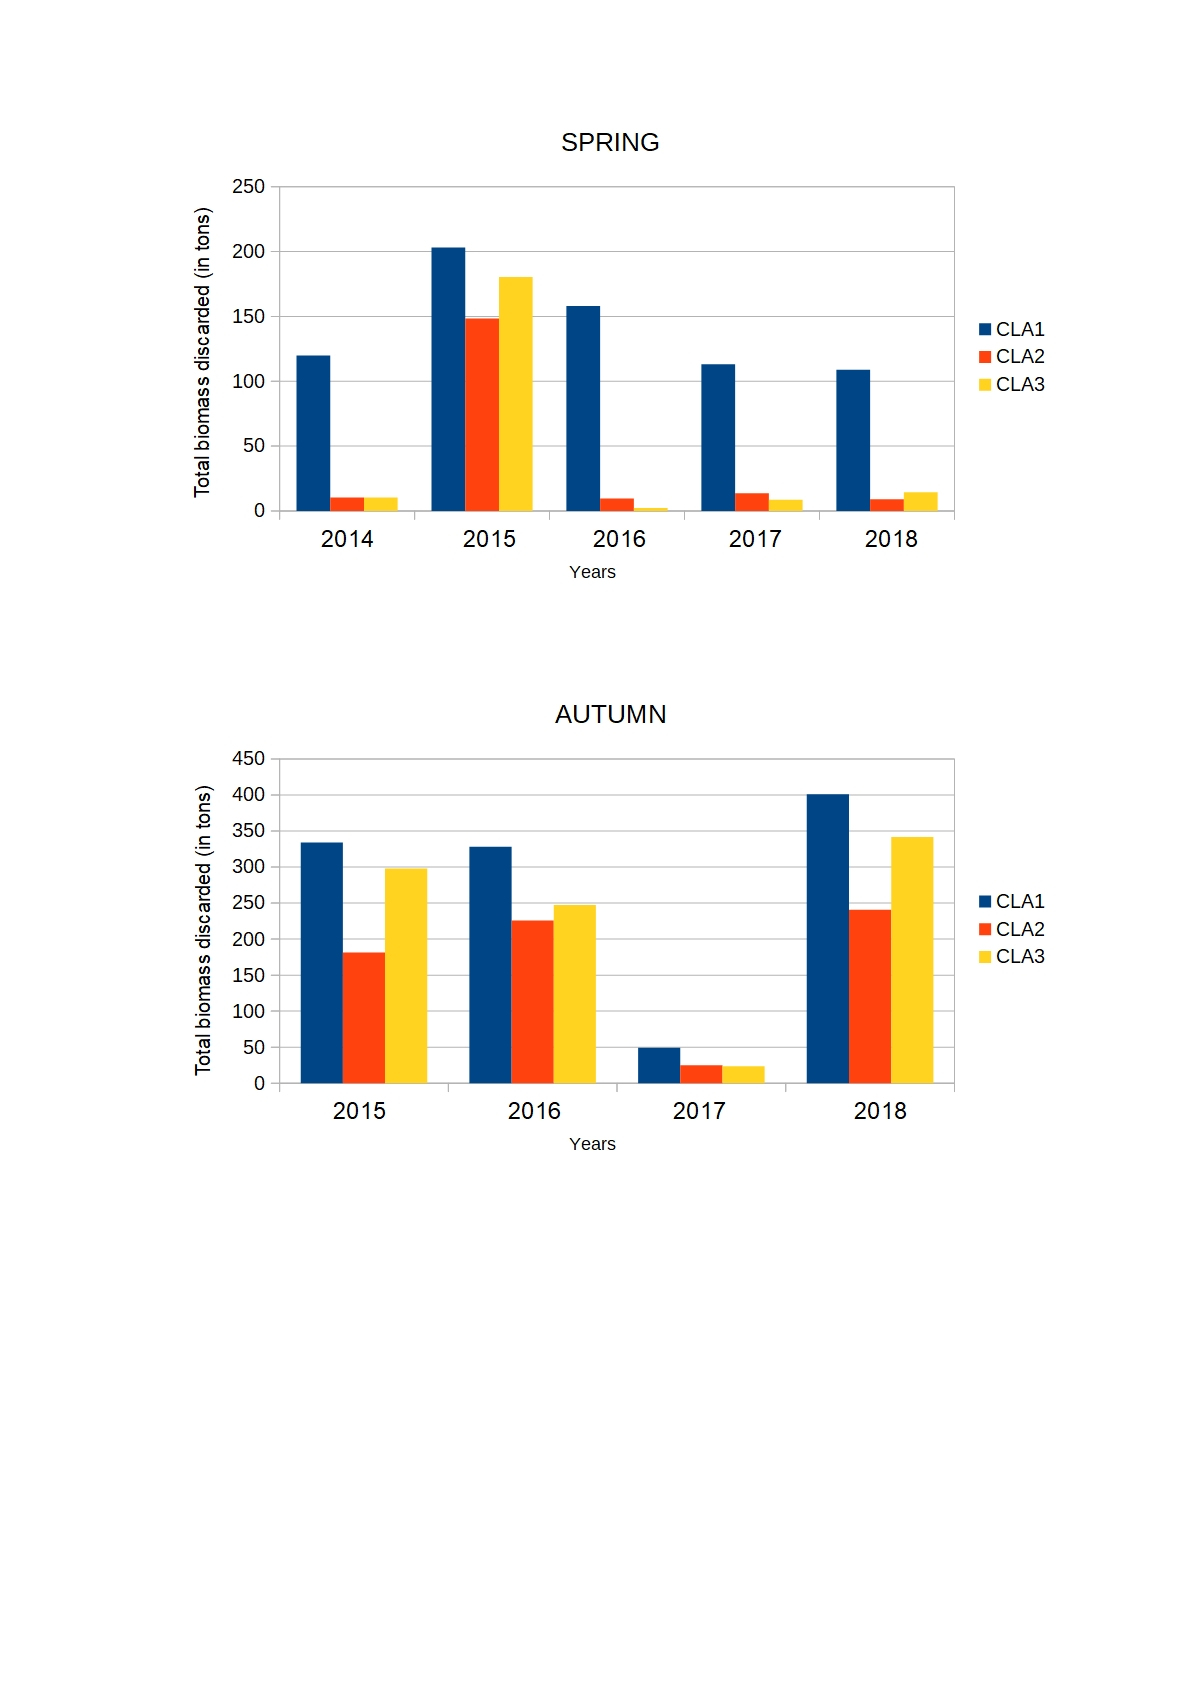 SPRING
Total biomass discarded (in tons)
250
200
150
100
50
0
2014 2015 2016 2017 2018
Years
CLA1
CLA2
CLA3
AUTUMN
Total biomass discarded (in tons)
450
400
350
300
250
200
150
100
50
0
2015 2016 2017 2018
Years
CLA1
CLA2
CLA3